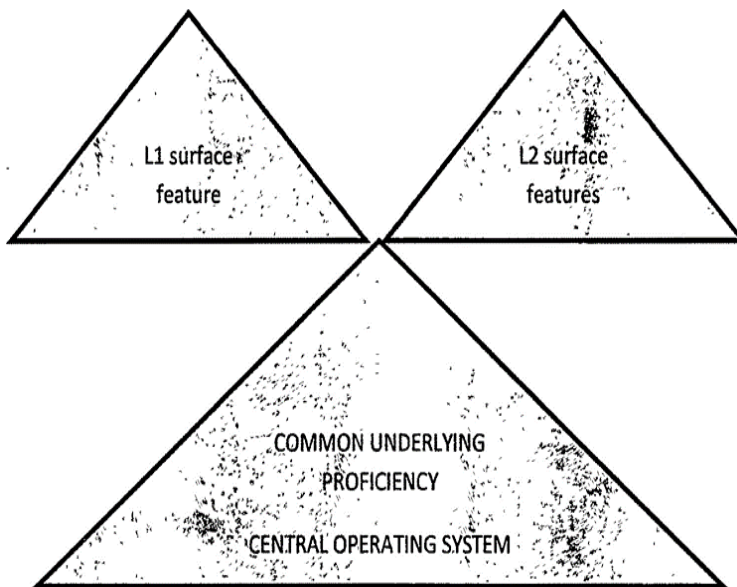 L1 surface
feature
L2 surface
features
COMMON UNDERLYING
PROFICIENCY
CENTRAL OPERATING SYSTEM